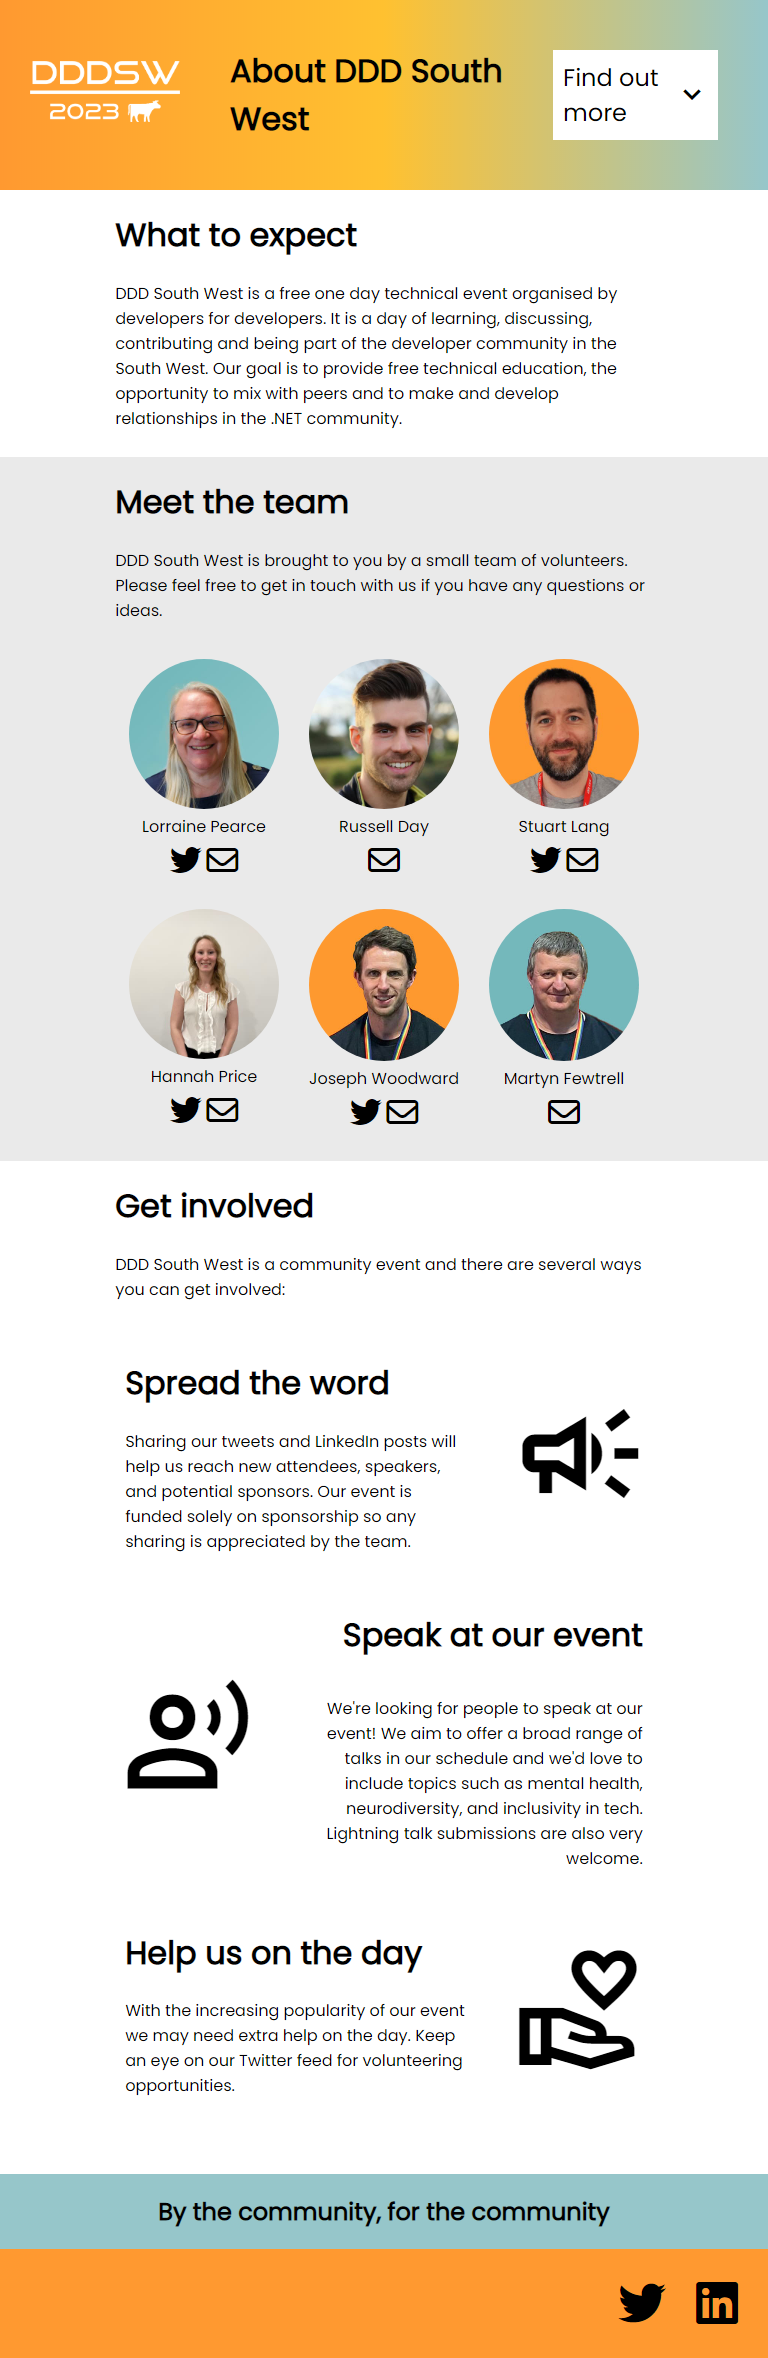 DDDSW
2023
About DDD South
West
Find out
more
What to expect
DDD South West is a free one day technical event organised by
developers for developers. It is a day of learning, discussing,
contributing and being part of the developer community in the
South West. Our goal is to provide free technical education, the
opportunity to mix with peers and to make and develop
relationships in the .NET community.
Meet the team
DDD South West is brought to you by a small team of volunteers.
Please feel free to get in touch with us if you have any questions or
ideas.
Lorraine Pearce
Russell Day
Stuart Lang
Hannah Price
Joseph Woodward
Martyn Fewtrell
Get involved
DDD South West is a community event and there are several ways
you can get involved:
Spread the word
Sharing our tweets and LinkedIn posts will
help us reach new attendees, speakers,
and potential sponsors. Our event is
funded solely on sponsorship so any
sharing is appreciated by the team.
Speak at our event
We're looking for people to speak at our
event! We aim to offer a broad range of
talks in our schedule and we'd love to
include topics such as mental health,
neurodiversity, and inclusivity in tech.
Lightning talk submissions are also very
welcome.
Help us on the day
With the increasing popularity of our event
we may need extra help on the day. Keep
an eye on our Twitter feed for volunteering
opportunities.
By the community, for the community
in